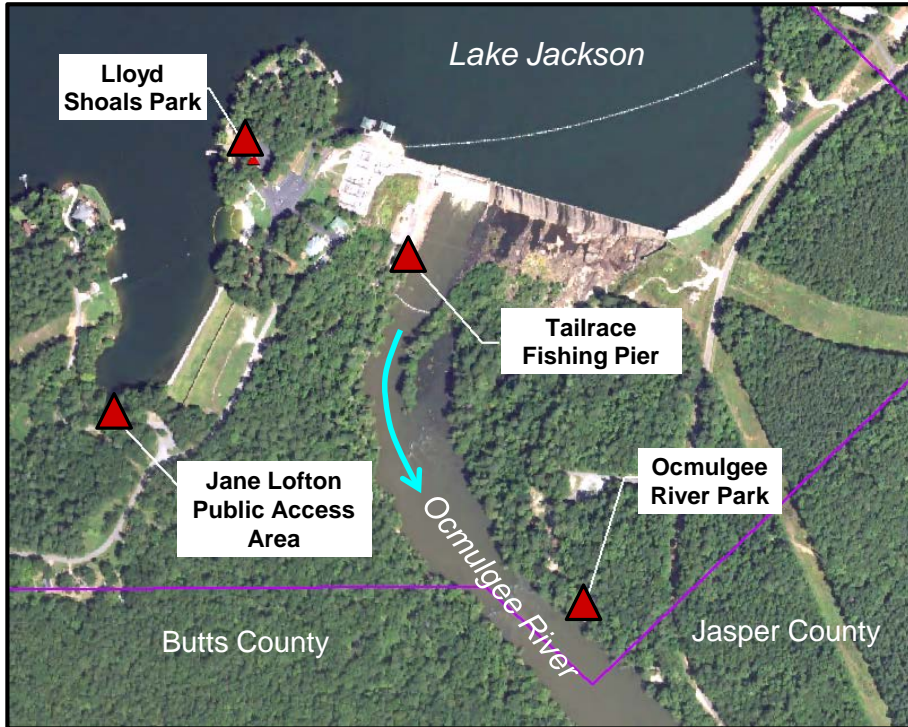 Lake Jackson
Lloyd
Shoals Park
Tailrace
Fishing Pier
Jane Lofton
Public Access
Area
Ocmulgee
River Park
Ocmulgee River
Butts County
Jasper County